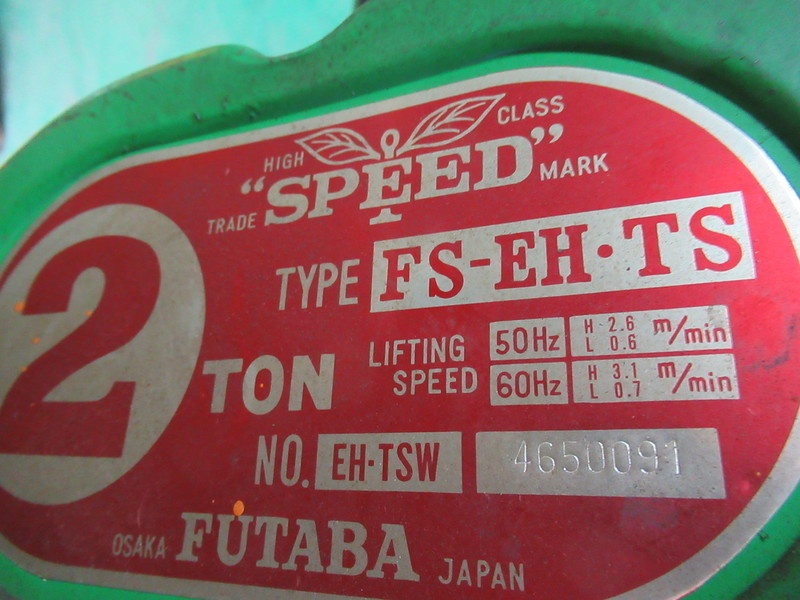 HIGH CLASS
TRADE “SPEED” MARK
2 TON
TYPE FS-EH·TS
LIFTING SPEED
50Hz H 2.6 L 0.6 m/min
60Hz H 3.1 L 0.7 m/min
NO. EH·TSW 4650091
OSAKA FUTABA JAPAN